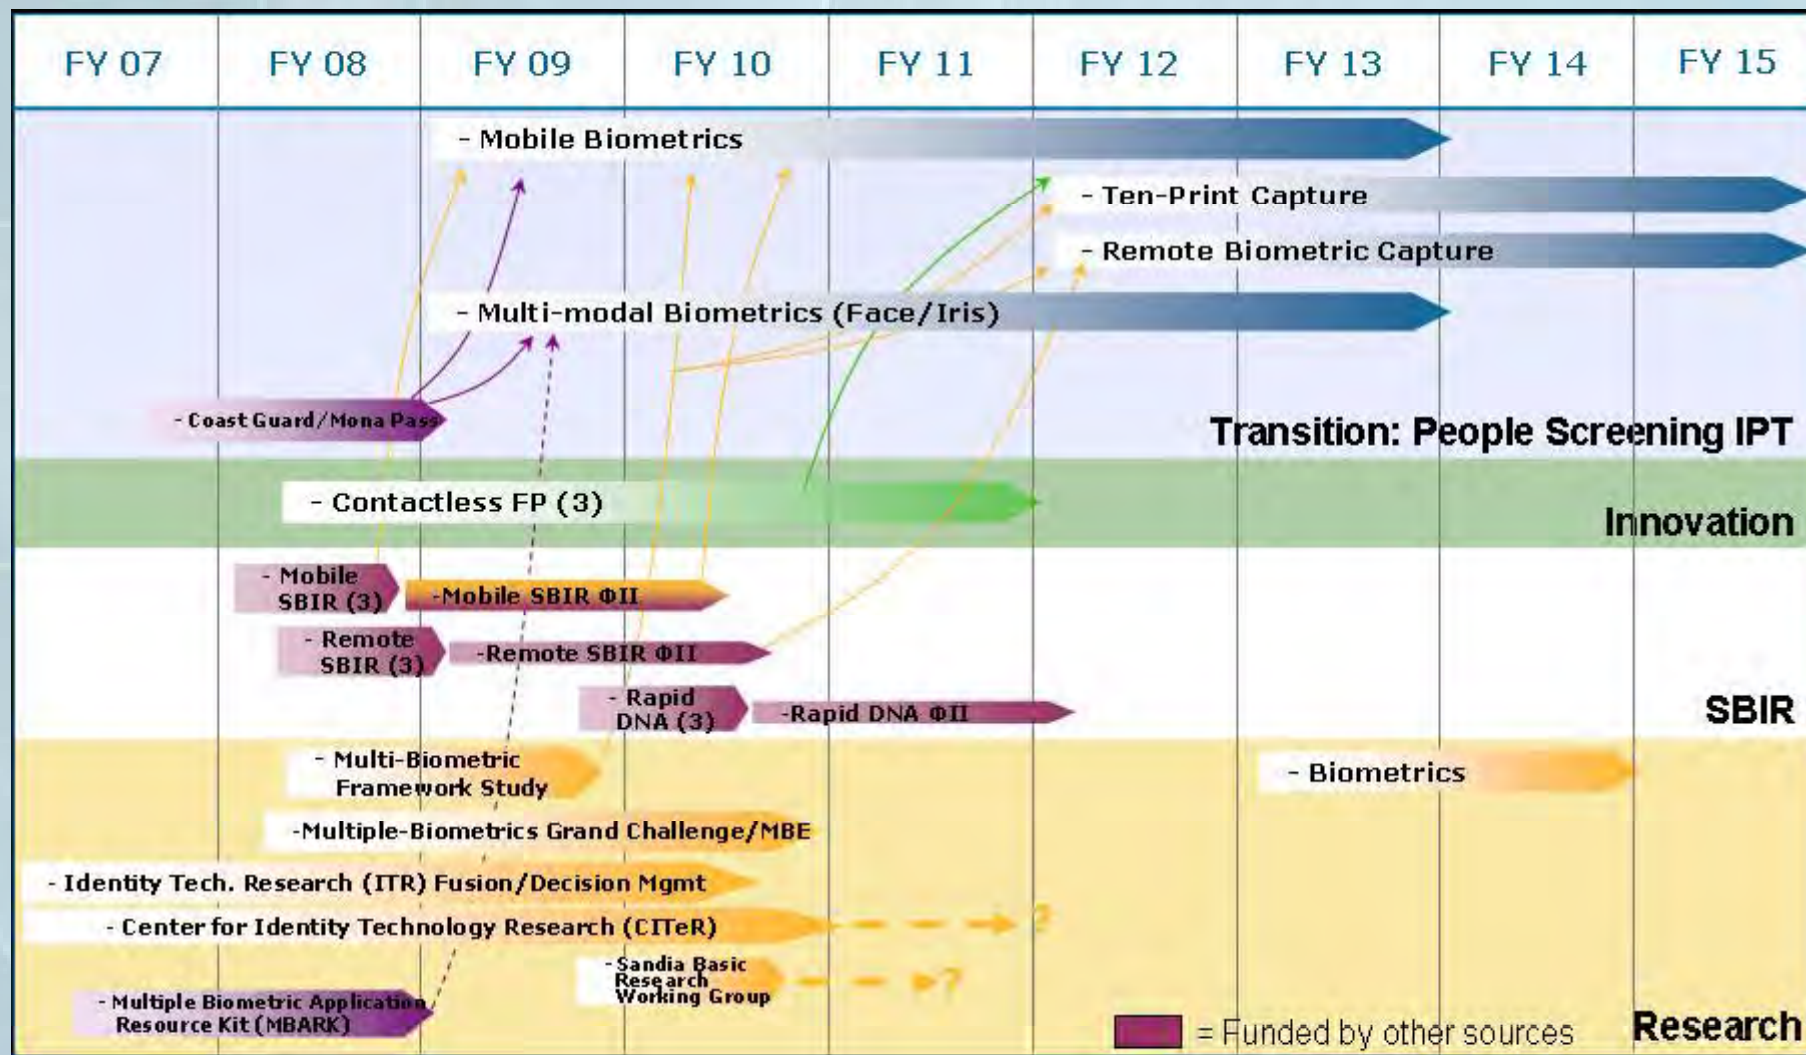 FY 07 FY 08 FY 09 FY 10 FY 11 FY 12 FY 13 FY 14 FY 15
- Mobile Biometrics
- Ten-Print Capture
- Remote Biometric Capture
- Multi-modal Biometrics (Face/Iris)
- Coast Guard/Mona Pass
Transition: People Screening IPT
- Contactless FP (3)
Innovation
- Mobile
SBIR (3)
-Mobile SBIR ΦII
- Remote
SBIR (3)
-Remote SBIR ΦII
- Rapid
DNA (3)
-Rapid DNA ΦII
SBIR
- Multi-Biometric
Framework Study
- Biometrics
-Multiple-Biometrics Grand Challenge/MBE
- Identity Tech. Research (ITR) Fusion/Decision Mgmt
- Center for Identity Technology Research (CITeR)
?
- Sandia Basic
Research
Working Group
?
- Multiple Biometric Application
Resource Kit (MBARK)
= Funded by other sources
Research